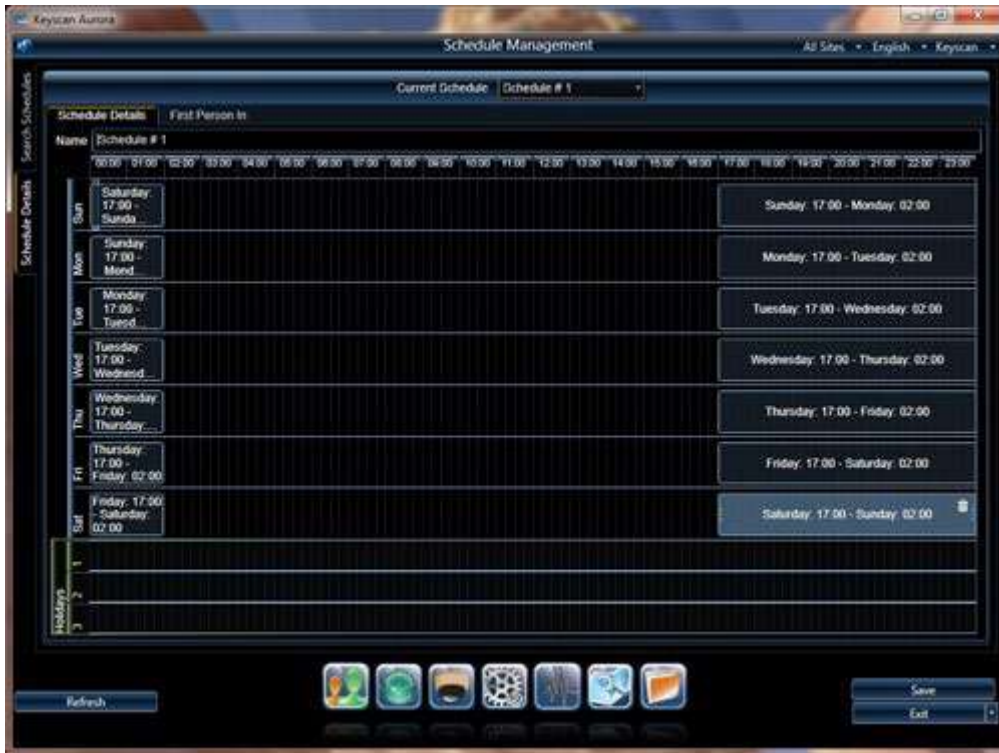 Keyscan Aurora
Schedule Management
All Sites English Keyscan
Search Schedules
Schedule Details
Current Schedule Schedule # 1
Schedule Details First Person In
Name Schedule # 1
00:00 01:00 02:00 03:00 04:00 05:00 06:00 07:00 08:00 09:00 10:00 11:00 12:00 13:00 14:00 15:00 16:00 17:00 18:00 19:00 20:00 21:00 22:00 23:00
Sun
Saturday:
17:00 -
Sunda...
Sunday: 17:00 - Monday: 02:00
Mon
Sunday:
17:00 -
Mond...
Monday: 17:00 - Tuesday: 02:00
Tue
Monday:
17:00 -
Tuesd...
Tuesday: 17:00 - Wednesday: 02:00
Wed
Tuesday:
17:00 -
Wednesd...
Wednesday: 17:00 - Thursday: 02:00
Thu
Wednesday:
17:00 -
Thursday:...
Thursday: 17:00 - Friday: 02:00
Fri
Thursday:
17:00 -
Friday: 02:00
Friday: 17:00 - Saturday: 02:00
Sat
Friday: 17:00
- Saturday:
02:00
Saturday: 17:00 - Sunday: 02:00
Holidays
1
2
3
Refresh
Save
Exit